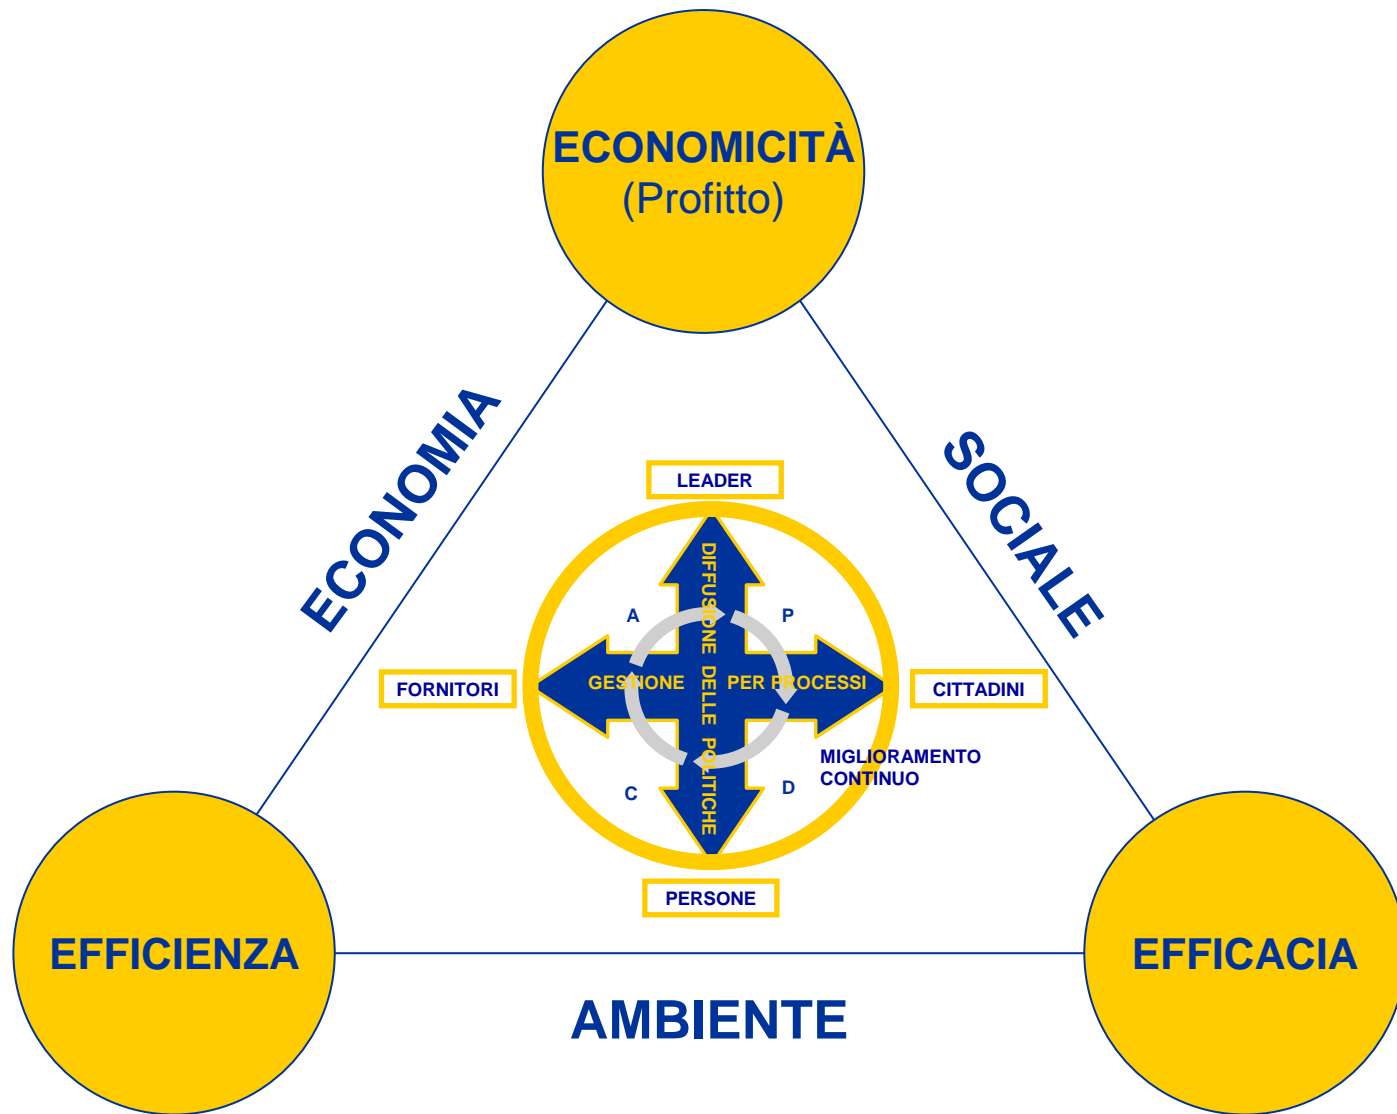 ECONOMICITÀ
(Profitto)
ECONOMIA
SOCIALE
LEADER
DIFFUSIONE DELLE POLITICHE
A
P
FORNITORI
GESTIONE PER PROCESSI
CITTADINI
MIGLIORAMENTO
CONTINUO
C
D
PERSONE
EFFICIENZA
EFFICACIA
AMBIENTE